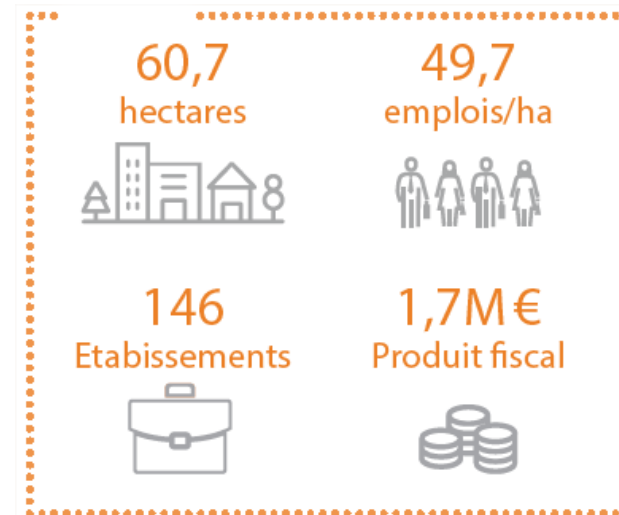 60,7
hectares
49,7
emplois/ha
146
Etabissements
1,7M€
Produit fiscal